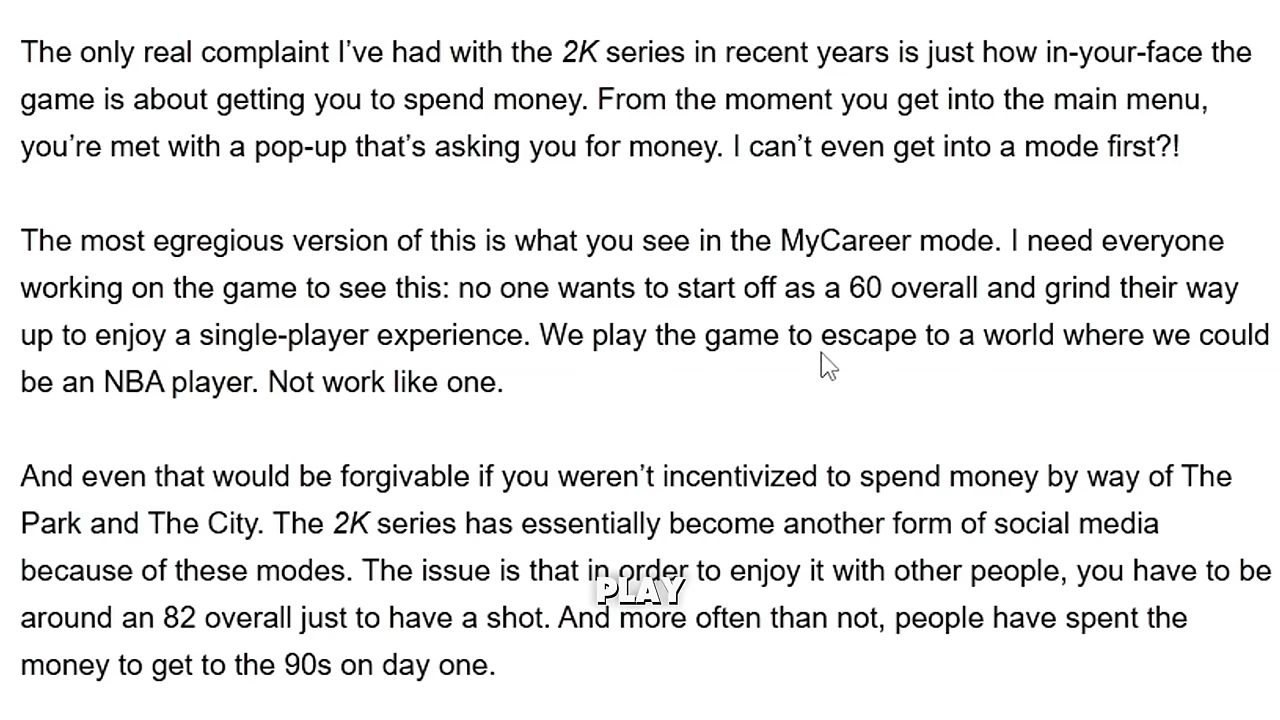 The only real complaint I’ve had with the 2K series in recent years is just how in-your-face the
game is about getting you to spend money. From the moment you get into the main menu,
you’re met with a pop-up that’s asking you for money. I can’t even get into a mode first?!
The most egregious version of this is what you see in the MyCareer mode. I need everyone
working on the game to see this: no one wants to start off as a 60 overall and grind their way
up to enjoy a single-player experience. We play the game to escape to a world where we could
be an NBA player. Not work like one.
And even that would be forgivable if you weren’t incentivized to spend money by way of The
Park and The City. The 2K series has essentially become another form of social media
because of these modes. The issue is that in order to enjoy it with other people, you have to be
PLAY
around an 82 overall just to have a shot. And more often than not, people have spent the
money to get to the 90s on day one.